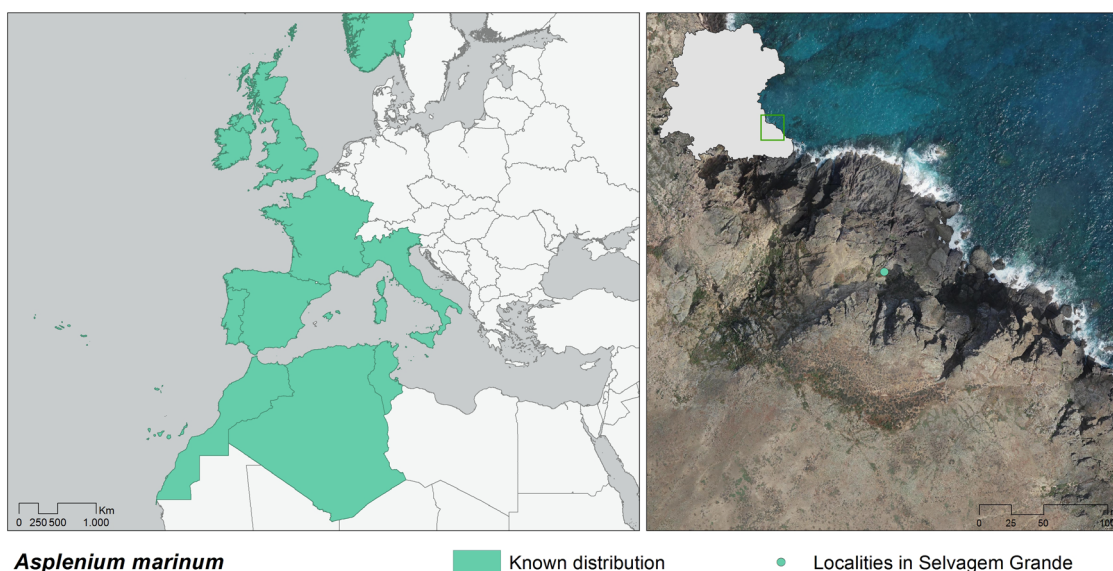 Km
0 250 500 1.000
0 25 50 100
Asplenium marinum
Known distribution
Localities in Selvagem Grande